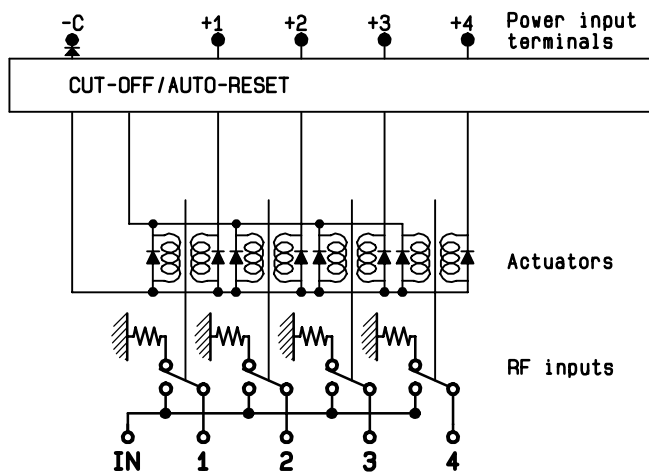 -C +1 +2 +3 +4 Power input
terminals
CUT-OFF/AUTO-RESET
Actuators
RF inputs
IN 1 2 3 4